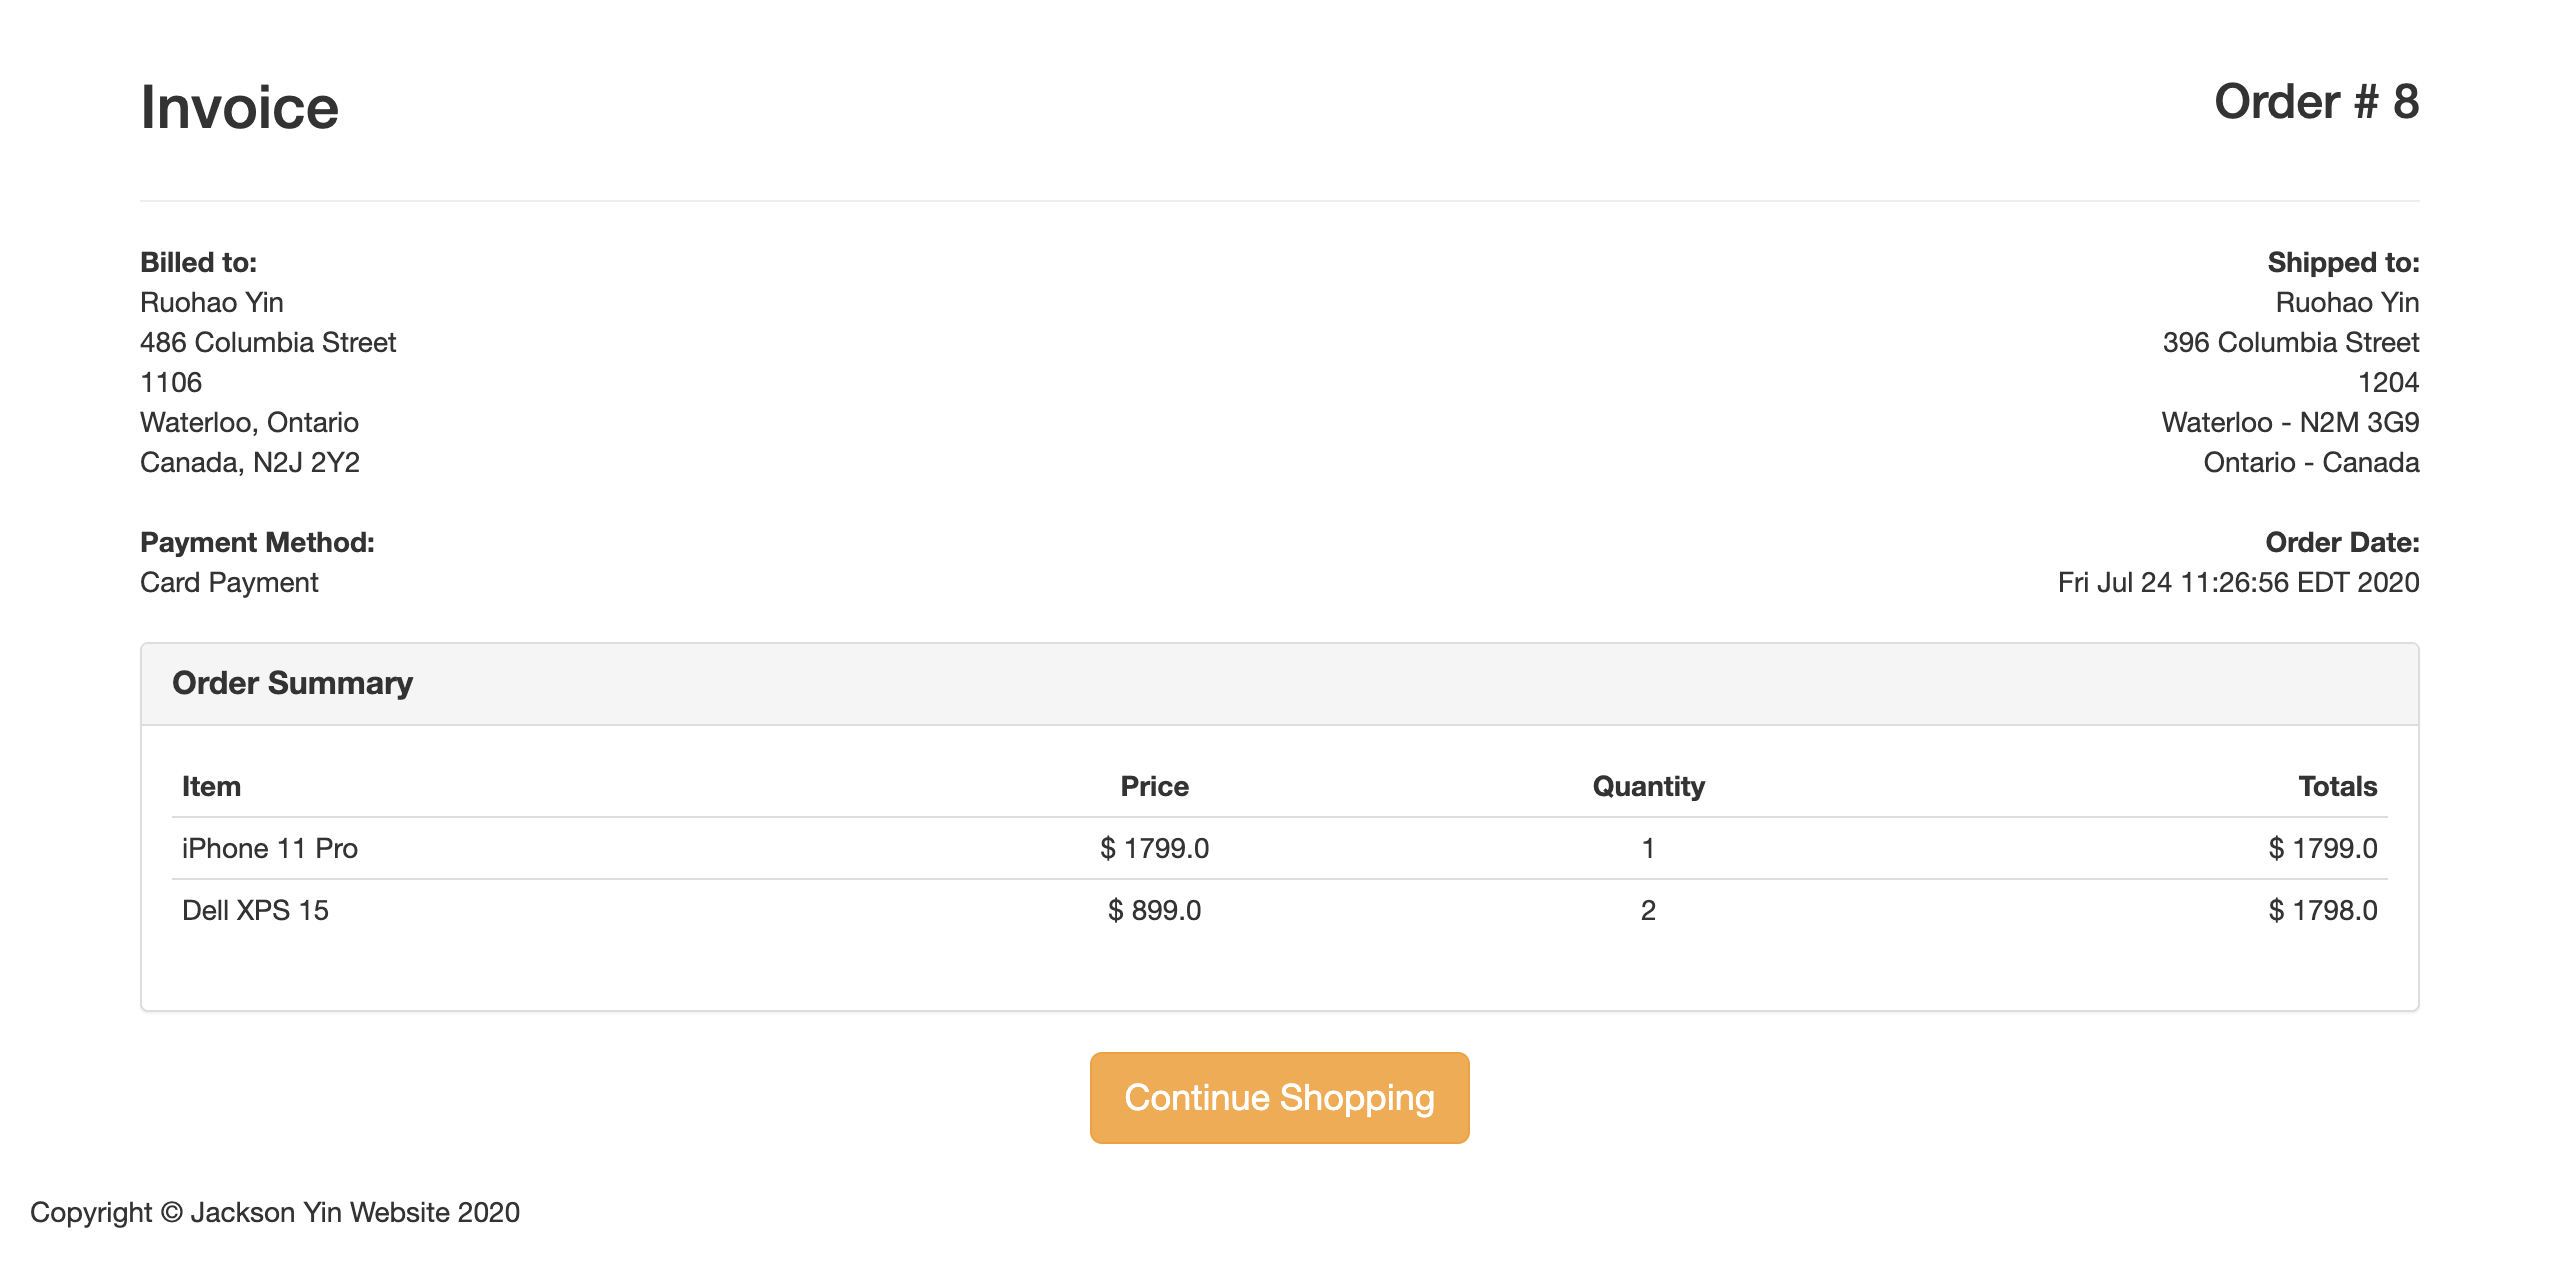 Invoice
Order # 8
Billed to:
Ruohao Yin
486 Columbia Street
1106
Waterloo, Ontario
Canada, N2J 2Y2
Shipped to:
Ruohao Yin
396 Columbia Street
1204
Waterloo - N2M 3G9
Ontario - Canada
Payment Method:
Card Payment
Order Date:
Fri Jul 24 11:26:56 EDT 2020
Order Summary
Item Price Quantity Totals
iPhone 11 Pro $ 1799.0 1 $ 1799.0
Dell XPS 15 $ 899.0 2 $ 1798.0
Continue Shopping
Copyright © Jackson Yin Website 2020